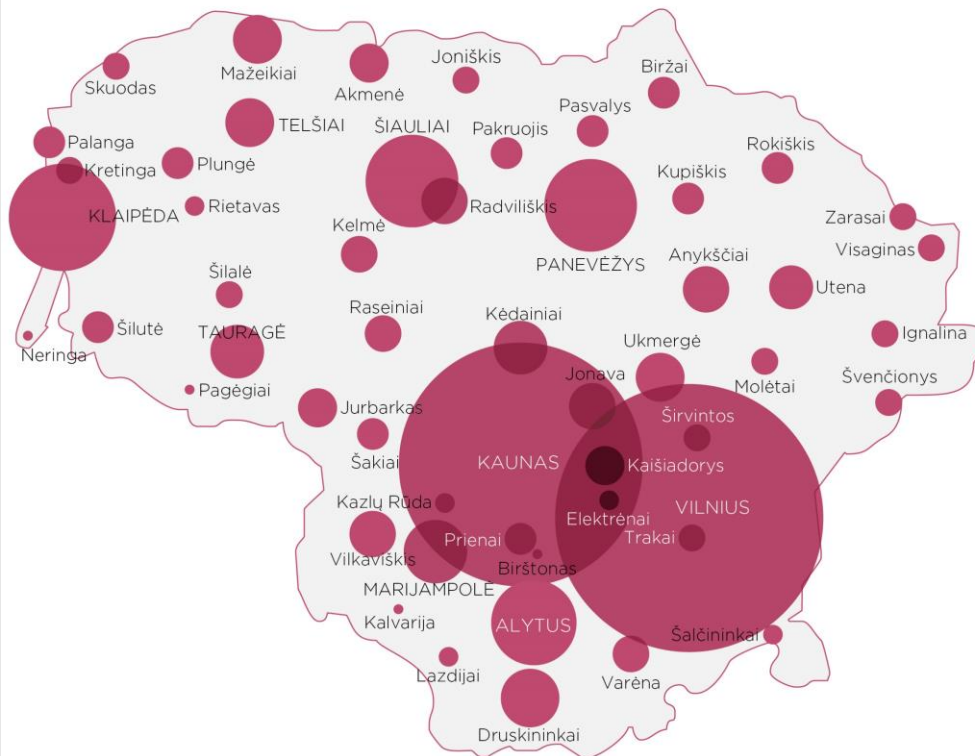 Skuodas
Mažeikiai
Akmenė
Joniškis
Biržai
Palanga
TELŠIAI
ŠIAULIAI
Pasvalys
Pakruojis
Rokiškis
Kretinga
Plungė
Kupiškis
KLAIPĖDA
Rietavas
Radviliškis
Zarasai
Kelmė
PANEVĖŽYS
Anykščiai
Visaginas
Šilalė
Utena
Raseiniai
Kėdainiai
Neringa
Šilutė
TAURAGĖ
Ukmergė
Ignalina
Jonava
Molėtai
Švenčionys
Pagėgiai
Jurbarkas
Širvintos
Šakiai
KAUNAS
Kaišiadorys
Kazlų Rūda
Elektrėnai
VILNIUS
Vilkaviškis
Prienai
Trakai
Birštonas
MARIJAMPOLĖ
Kalvarija
ALYTUS
Šalčininkai
Lazdijai
Varėna
Druskininkai